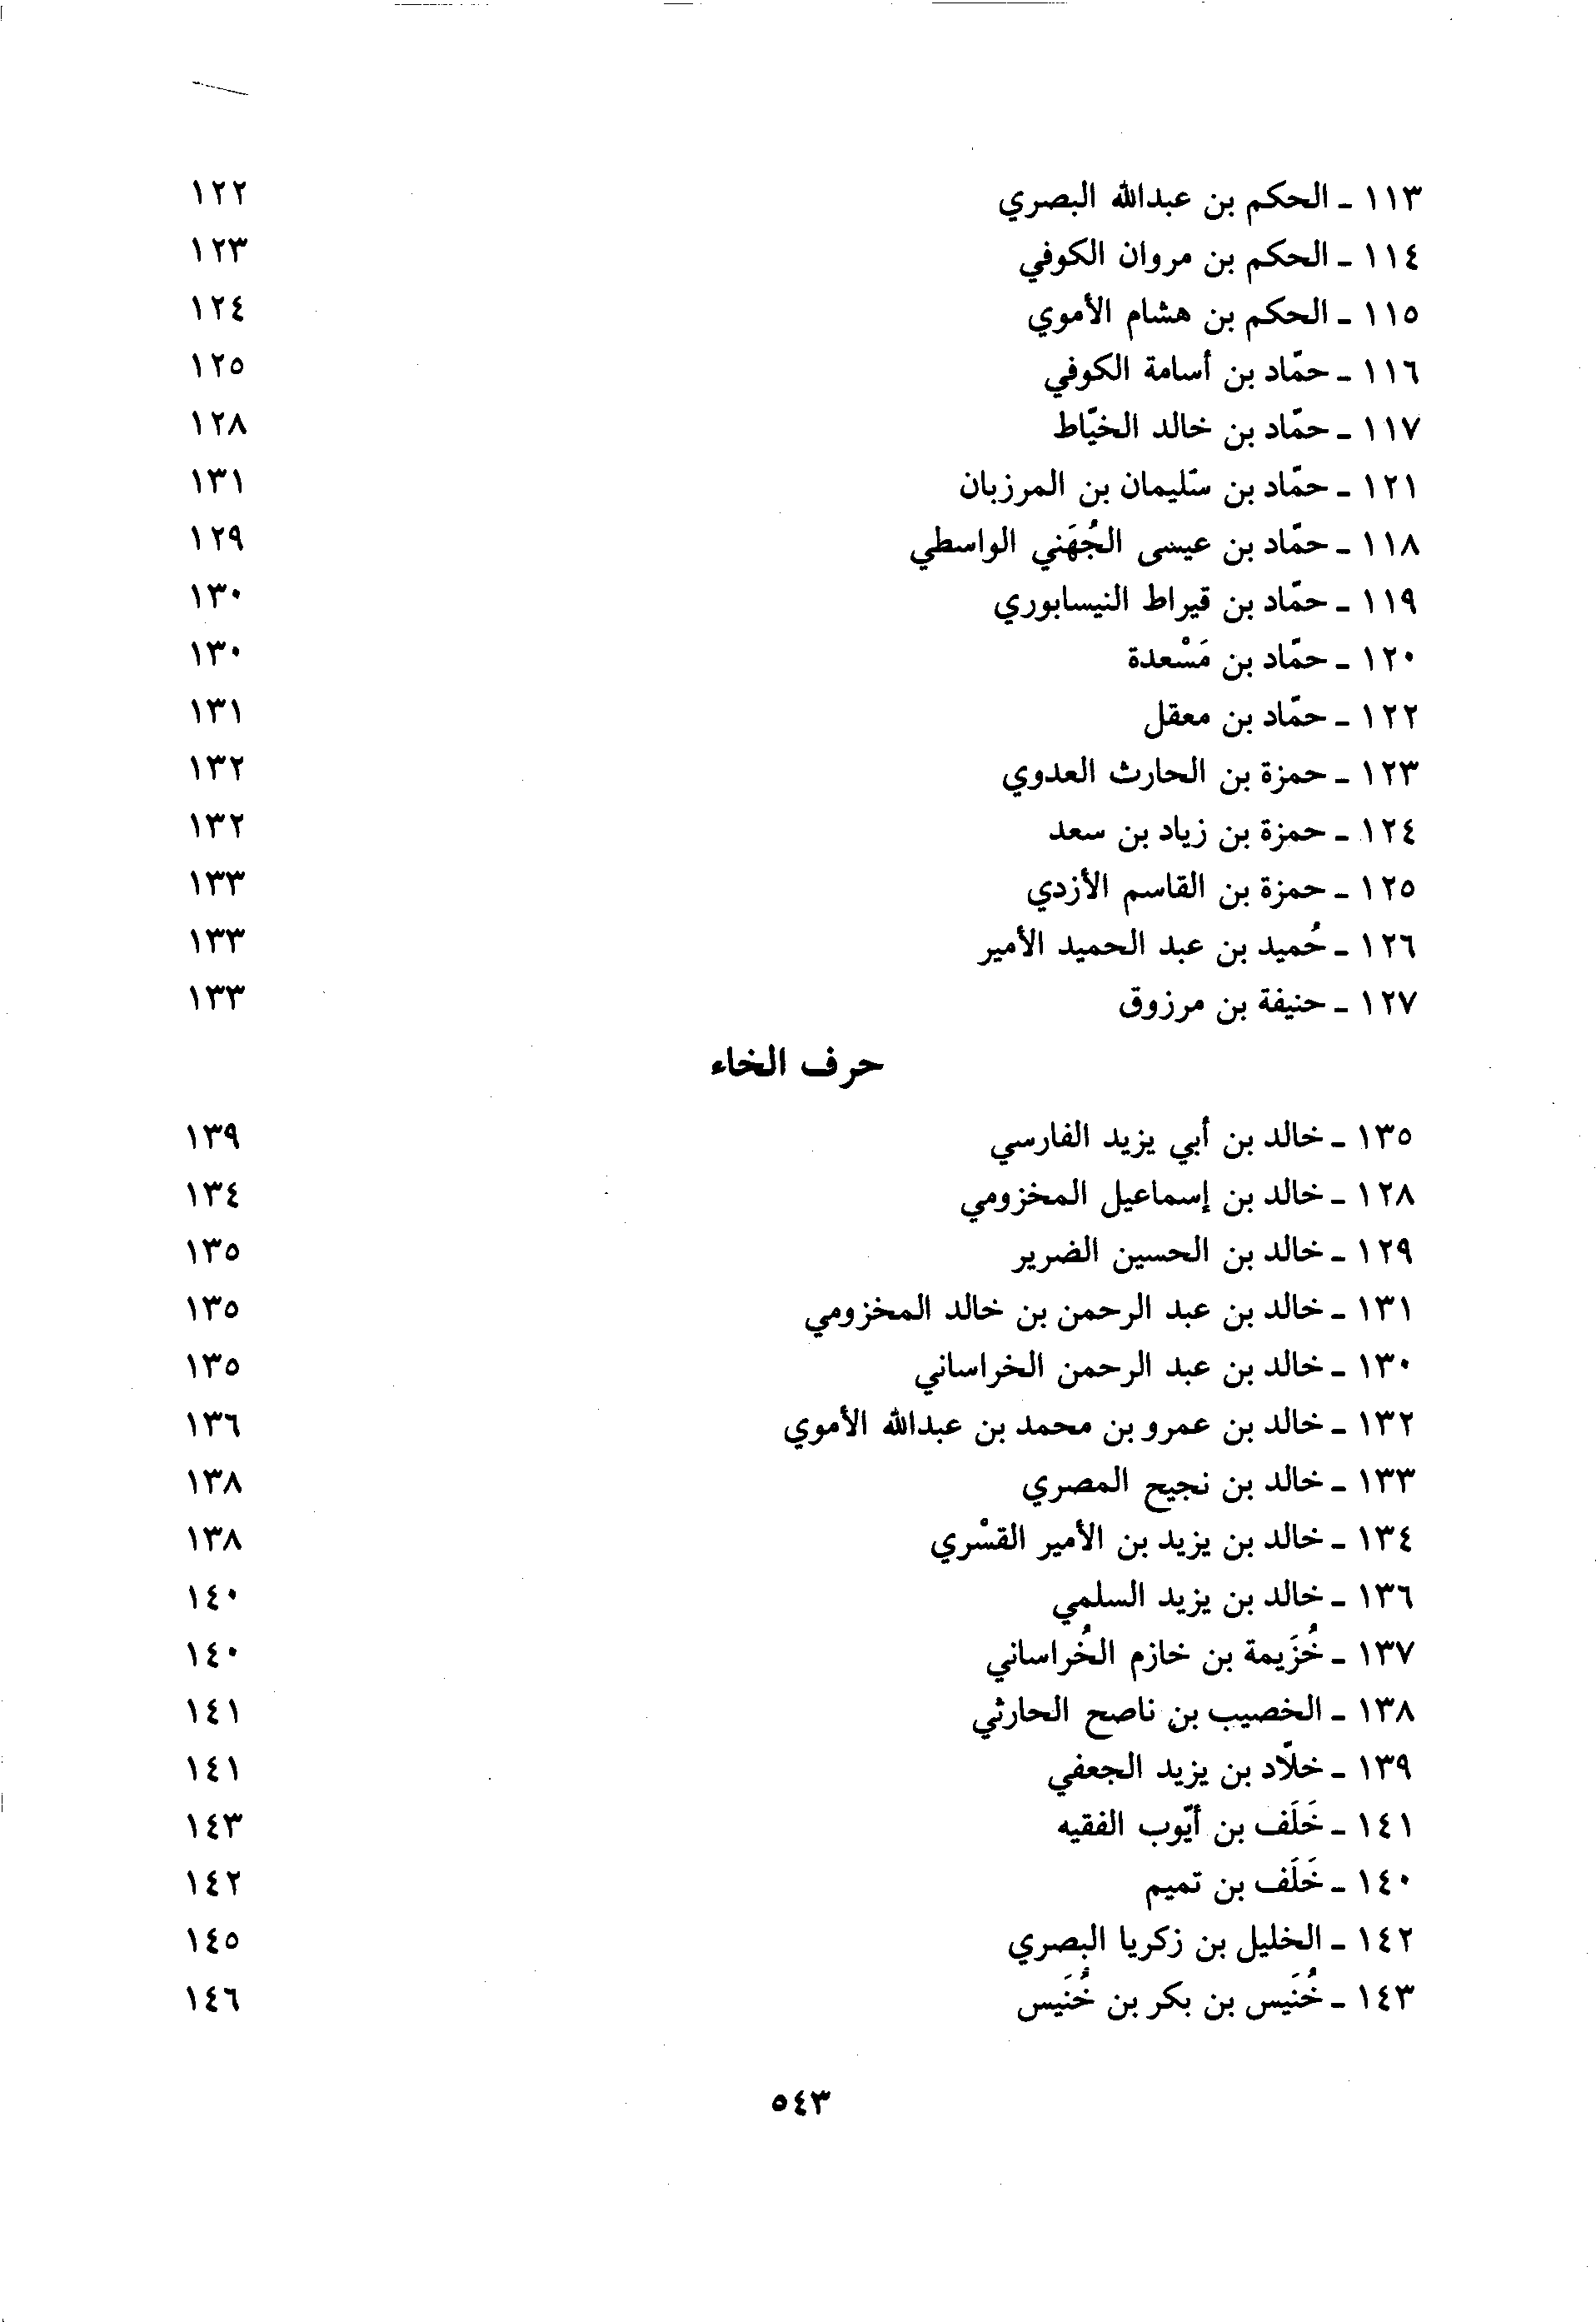 ١١٣ - الحكم بن عبدالله البصري ١٢٢
١١٤ - الحكم بن مروان الكوفي ١٢٣
١١٥ - الحكم بن هشام الأموي ١٢٤
١١٦ - حمّاد بن أسامة الكوفي ١٢٥
١١٧ - حمّاد بن خالد الخيّاط ١٢٨
١٢١ - حمّاد بن سّليمان بن المرزبان ١٣١
١١٨ - حمّاد بن عيسى الجُهَني الواسطي ١٢٩
١١٩ - حمّاد بن قيراط النيسابوري ١٣٠
١٢٠ - حمّاد بن مَسْعدة ١٣٠
١٢٢ - حمّاد بن معقل ١٣١
١٢٣ - حمزة بن الحارث العدوي ١٣٢
١٢٤ - حمزة بن زياد بن سعد ١٣٢
١٢٥ - حمزة بن القاسم الأزدي ١٣٣
١٢٦ - حُميد بن عبد الحميد الأمير ١٣٣
١٢٧ - حنيفة بن مرزوق ١٣٣
حرف الخاء
١٣٥ - خالد بن أبي يزيد الفارسي ١٣٩
١٢٨ - خالد بن إسماعيل المخزومي ١٣٤
١٢٩ - خالد بن الحسين الضرير ١٣٥
١٣١ - خالد بن عبد الرحمن بن خالد المخزومي ١٣٥
١٣٠ - خالد بن عبد الرحمن الخراساني ١٣٥
١٣٢ - خالد بن عمرو بن محمد بن عبدالله الأموي ١٣٦
١٣٣ - خالد بن نجيح المصري ١٣٨
١٣٤ - خالد بن يزيد بن الأمير القسْري ١٣٨
١٣٦ - خالد بن يزيد السلمي ١٤٠
١٣٧ - خُزَيمة بن خازم الخُراساني ١٤٠
١٣٨ - الخصيب بن ناصح الحارثي ١٤١
١٣٩ - خلّاد بن يزيد الجعفي ١٤١
١٤١ - خَلَف بن أيّوب الفقيه ١٤٣
١٤٠ - خَلَف بن تميم ١٤٢
١٤٢ - الخليل بن زكريا البصري ١٤٥
١٤٣ - خُنَيس بن بكر بن خُنَيس ١٤٦
٥٤٣